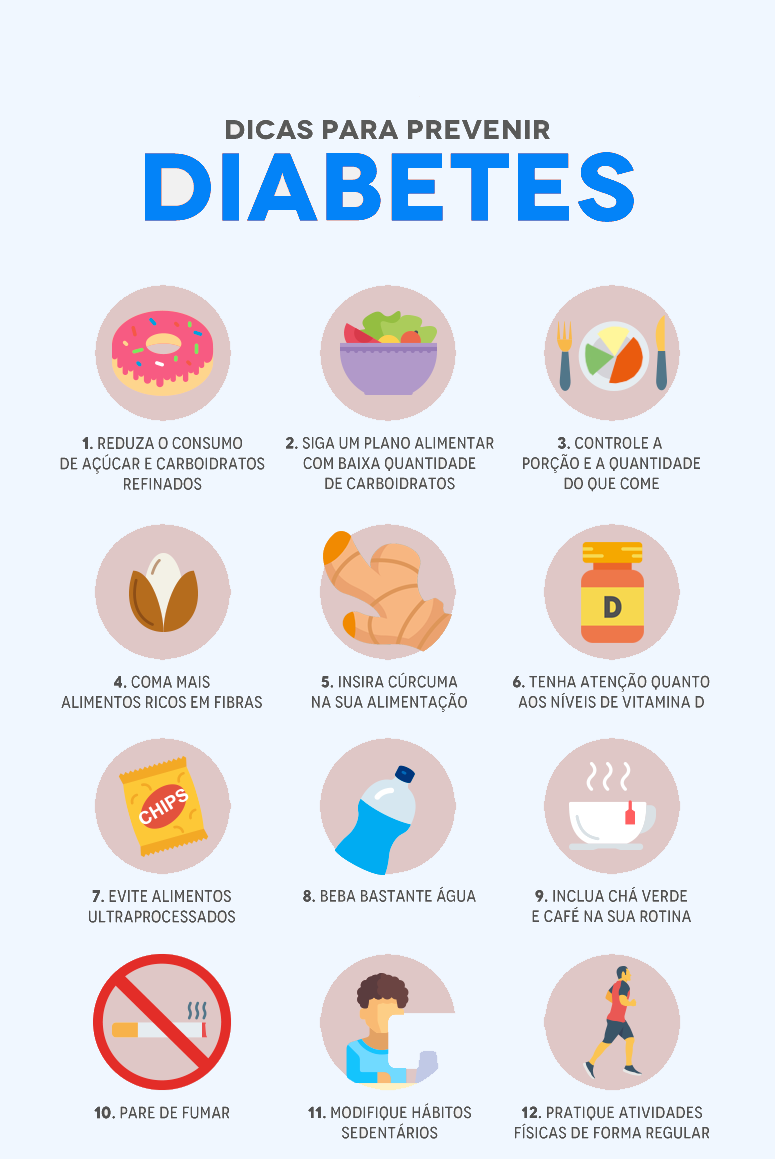 DICAS PARA PREVENIR
DIABETES
1. REDUZA O CONSUMO
DE AÇÚCAR E CARBOIDRATOS
REFINADOS
2. SIGA UM PLANO ALIMENTAR
COM BAIXA QUANTIDADE
DE CARBOIDRATOS
3. CONTROLE A
PORÇÃO E A QUANTIDADE
DO QUE COME
4. COMA MAIS
ALIMENTOS RICOS EM FIBRAS
5. INSIRA CÚRCUMA
NA SUA ALIMENTAÇÃO
D
6. TENHA ATENÇÃO QUANTO
AOS NÍVEIS DE VITAMINA D
CHIPS
7. EVITE ALIMENTOS
ULTRAPROCESSADOS
8. BEBA BASTANTE ÁGUA
9. INCLUA CHÁ VERDE
E CAFÉ NA SUA ROTINA
10. PARE DE FUMAR
11. MODIFIQUE HÁBITOS
SEDENTÁRIOS
12. PRATIQUE ATIVIDADES
FÍSICAS DE FORMA REGULAR